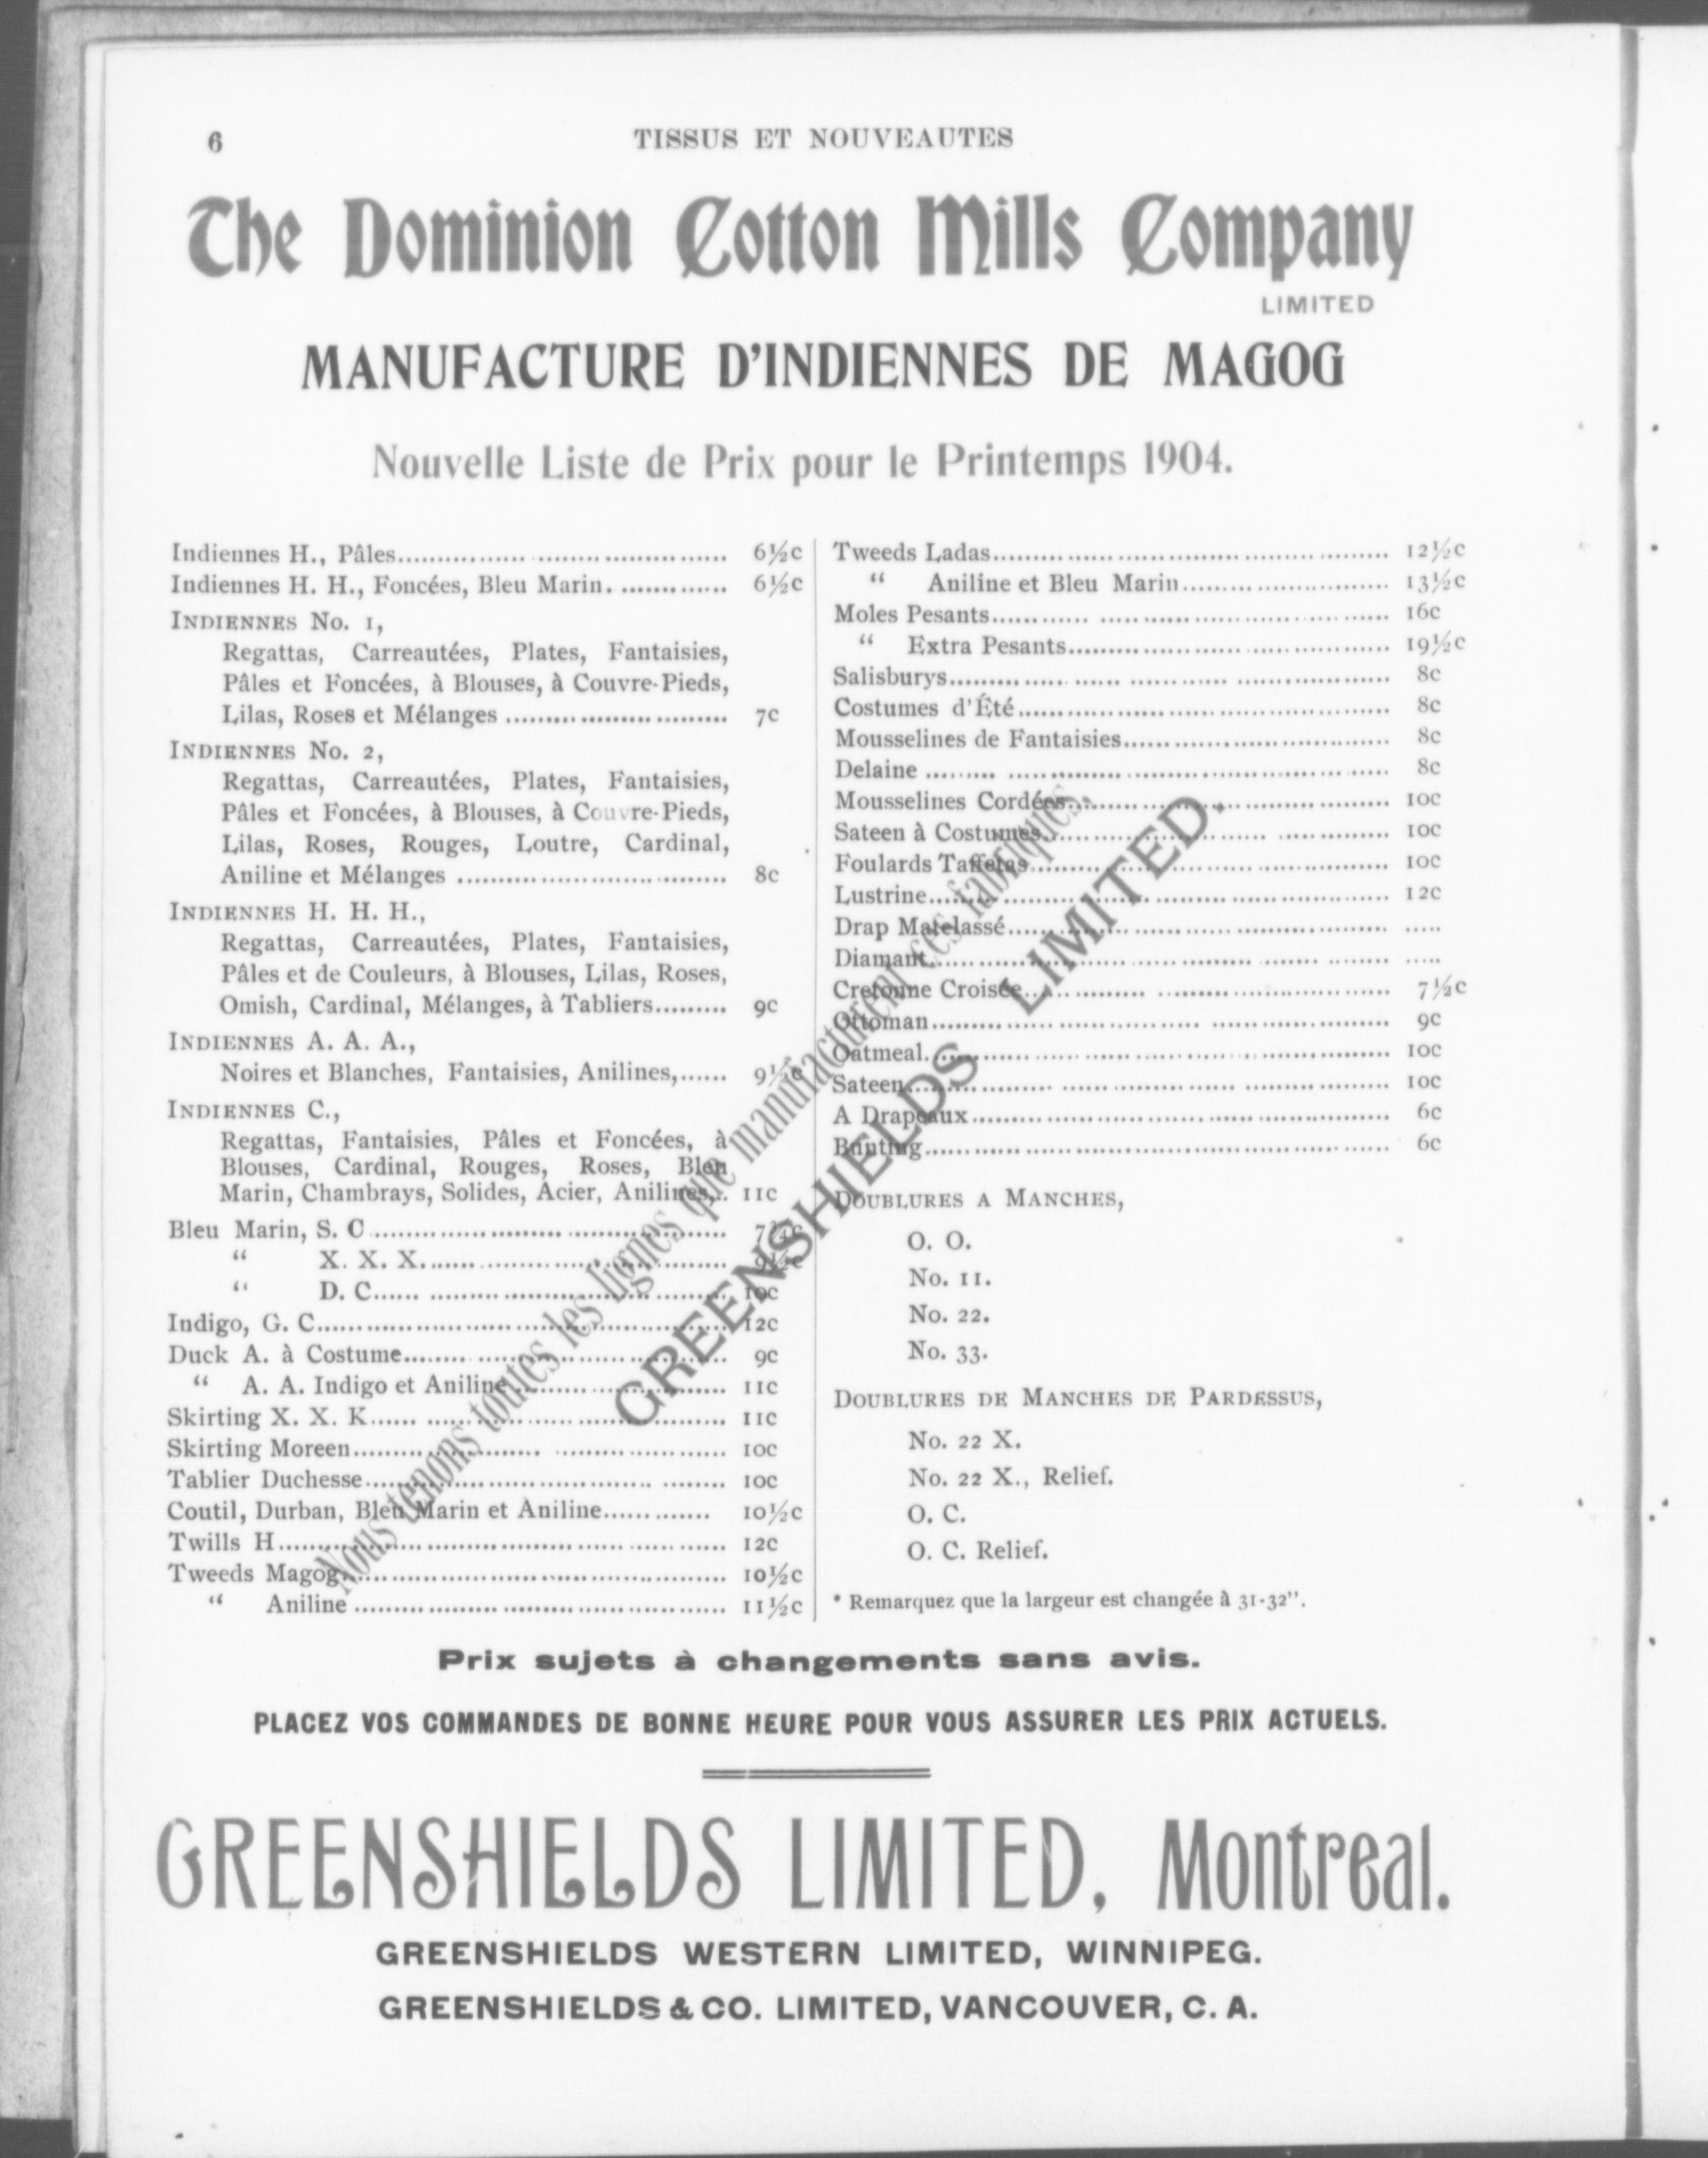 6
TISSUS ET NOUVEAUTES
The Dominion Cotton Mills Company
LIMITED
MANUFACTURE D'INDIENNES DE MAGOG
Nouvelle Liste de Prix pour le Printemps 1904.
Indiennes H., Pâles........................................ 6½c
Indiennes H. H., Foncées, Bleu Marin. ............. 6½c
INDIENNES No. 1,
Regattas, Carreautées, Plates, Fantaisies,
Pâles et Foncées, à Blouses, à Couvre-Pieds,
Lilas, Roses et Mélanges ........................... 7c
INDIENNES No. 2,
Regattas, Carreautées, Plates, Fantaisies,
Pâles et Foncées, à Blouses, à Couvre-Pieds,
Lilas, Roses, Rouges, Loutre, Cardinal,
Aniline et Mélanges ................................. 8c
INDIENNES H. H. H.,
Regattas, Carreautées, Plates, Fantaisies,
Pâles et de Couleurs, à Blouses, Lilas, Roses,
Omish, Cardinal, Mélanges, à Tabliers......... 9c
INDIENNES A. A. A.,
Noires et Blanches, Fantaisies, Anilines,......
INDIENNES C.,
Regattas, Fantaisies, Pâles et Foncées, à
Blouses, Cardinal, Rouges, Roses, Bleu
Marin, Chambrays, Solides, Acier, Anilines... 11c
Bleu Marin, S. C ...........................................
" X. X. X.....................................
" D. C........................................... 10c
Indigo, G. C.................................................. 12c
Duck A. à Costume....................................... 9c
" A. A. Indigo et Aniline.......................... 11c
Skirting X. X. K........................................... 11c
Skirting Moreen............................................. 10c
Tablier Duchesse............................................ 10c
Coutil, Durban, Bleu Marin et Aniline............. 10½c
Twills H...................................................... 12c
Tweeds Magog............................................... 10½c
" Aniline ............................................. 11½c
Tweeds Ladas................................................ 12½c
" Aniline et Bleu Marin......................... 13½c
Moles Pesants................................................ 16c
" Extra Pesants....................................... 19½c
Salisburys..................................................... 8c
Costumes d'Été.............................................. 8c
Mousselines de Fantaisies................................ 8c
Delaine ........................................................ 8c
Mousselines Cordées....................................... 10c
Sateen à Costumes.......................................... 10c
Foulards Taffetas........................................... 10c
Lustrine........................................................ 12c
Drap Matelassé.............................................. .....
Diamant........................................................ .....
Cretonne Croisée............................................ 7½c
Ottoman....................................................... 9c
Oatmeal........................................................ 10c
Sateen.......................................................... 10c
A Drapeaux................................................... 6c
Bunting........................................................ 6c
DOUBLURES A MANCHES,
O. O.
No. 11.
No. 22.
No. 33.
DOUBLURES DE MANCHES DE PARDESSUS,
No. 22 X.
No. 22 X., Relief.
O. C.
O. C. Relief.
* Remarquez que la largeur est changée à 31-32".
Nous tenons toutes les lignes que manufacturent ces fabriques.
GREENSHIELDS LIMITED.
Prix sujets à changements sans avis.
PLACEZ VOS COMMANDES DE BONNE HEURE POUR VOUS ASSURER LES PRIX ACTUELS.
GREENSHIELDS LIMITED, Montreal.
GREENSHIELDS WESTERN LIMITED, WINNIPEG.
GREENSHIELDS & CO. LIMITED, VANCOUVER, C. A.